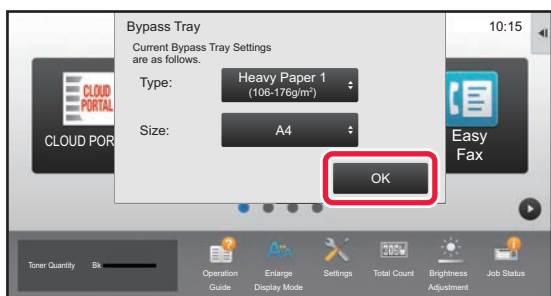 Bypass Tray
10:15
Current Bypass Tray Settings
are as follows.
Type:
Heavy Paper 1
(106-176g/m²)
CLOUD
PORTAL
Size:
A4
CLOUD POR
Easy
Fax
OK
Toner Quantity
Bk
Operation
Guide
Enlarge
Display Mode
Settings
Total Count
Brightness
Adjustment
Job Status